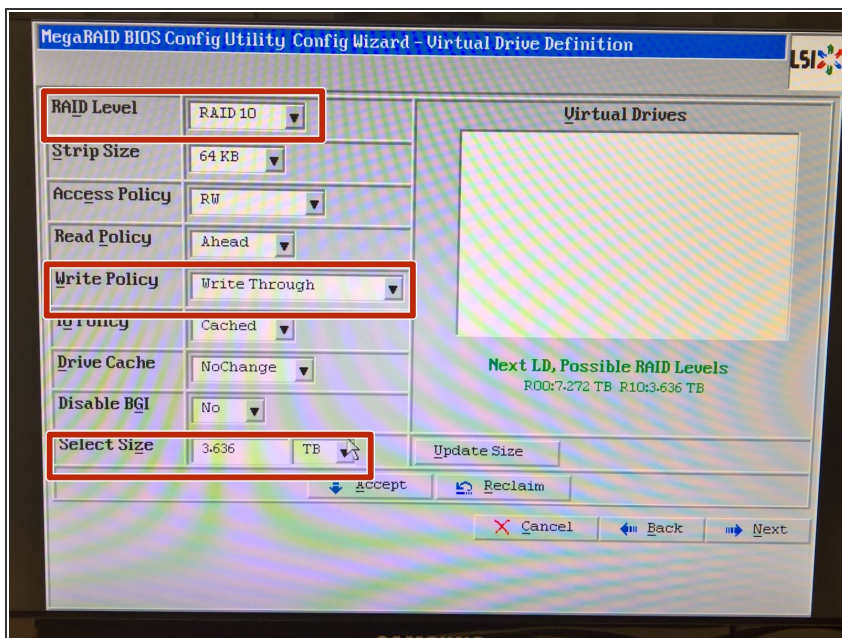 MegaRAID BIOS Config Utility Config Wizard - Virtual Drive Definition
LSI
RAID Level RAID 10
Strip Size 64 KB
Access Policy RW
Read Policy Ahead
Write Policy Write Through
IO Policy Cached
Drive Cache NoChange
Disable BGI No
Select Size 3.636 TB
Virtual Drives
Next LD, Possible RAID Levels
R00:7.272 TB R10:3.636 TB
Update Size
Accept Reclaim
Cancel Back Next
SAMSUNG